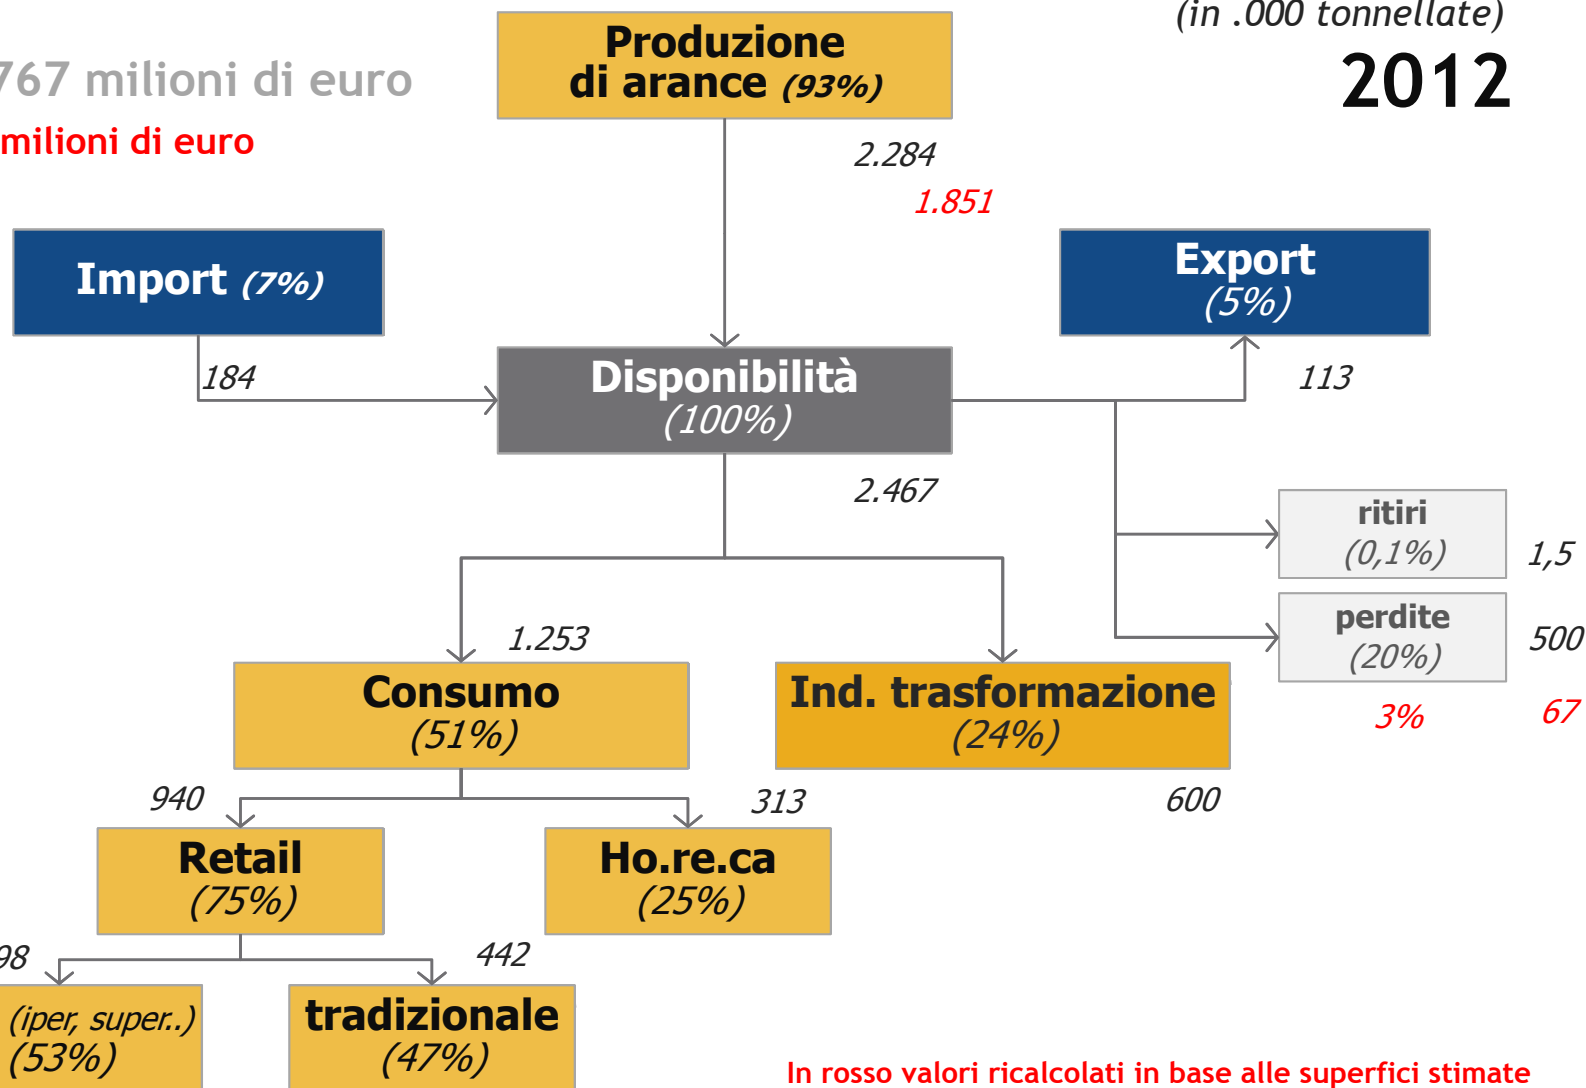 (in .000 tonnellate)
2012
767 milioni di euro
milioni di euro
Produzione
di arance (93%)
2.284
1.851
Import (7%)
Export
(5%)
184
Disponibilità
(100%)
113
2.467
ritiri
(0,1%)
1,5
perdite
(20%)
500
3%
67
1.253
Consumo
(51%)
Ind. trasformazione
(24%)
600
940
313
Retail
(75%)
Ho.re.ca
(25%)
98
442
(iper, super..)
(53%)
tradizionale
(47%)
In rosso valori ricalcolati in base alle superfici stimate